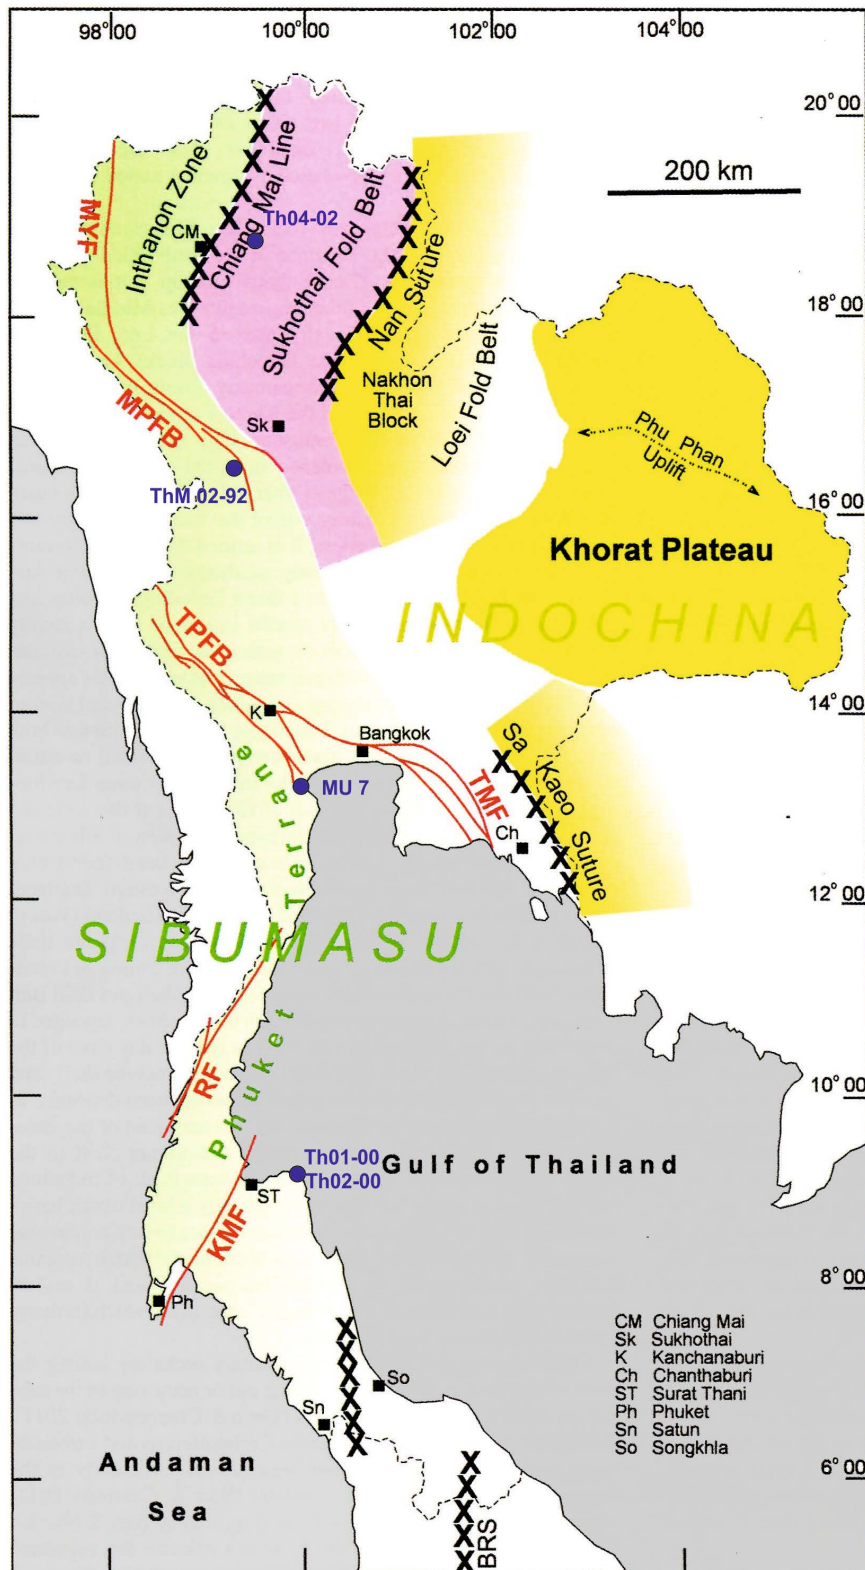 98°00' 100°00' 102°00' 104°00'
20°00'
200 km
Inthanon Zone
Chiang Mai Line
Th04-02
Sukhothai Fold Belt
MYF
CM
Nan Suture
18°00'
Nakhon
Thai
Block
Loei Fold Belt
MPFB
Sk
Phu Phan
Uplift
ThM 02-92
16°00'
Khorat Plateau
INDOCHINA
TPFB
14°00'
K
Bangkok
Sa Kaeo Suture
MU 7
TMF
Ch
12°00'
SIBUMASU
Phuket Terrane
RF
10°00'
Th01-00
Th02-00
Gulf of Thailand
ST
KMF
8°00'
Ph
CM Chiang Mai
Sk Sukhothai
K Kanchanaburi
Ch Chanthaburi
ST Surat Thani
Ph Phuket
Sn Satun
So Songkhla
So
Sn
Andaman
Sea
6°00'
BRS